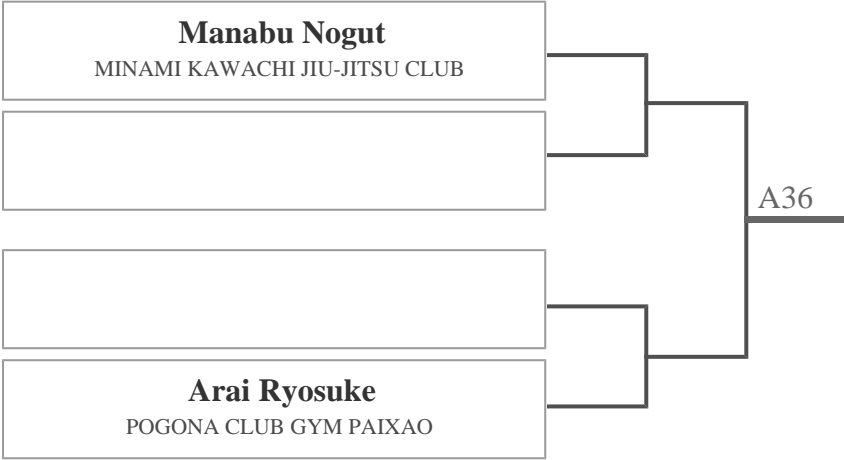 Manabu Nogut
MINAMI KAWACHI JIU-JITSU CLUB
A36
Arai Ryosuke
POGONA CLUB GYM PAIXAO